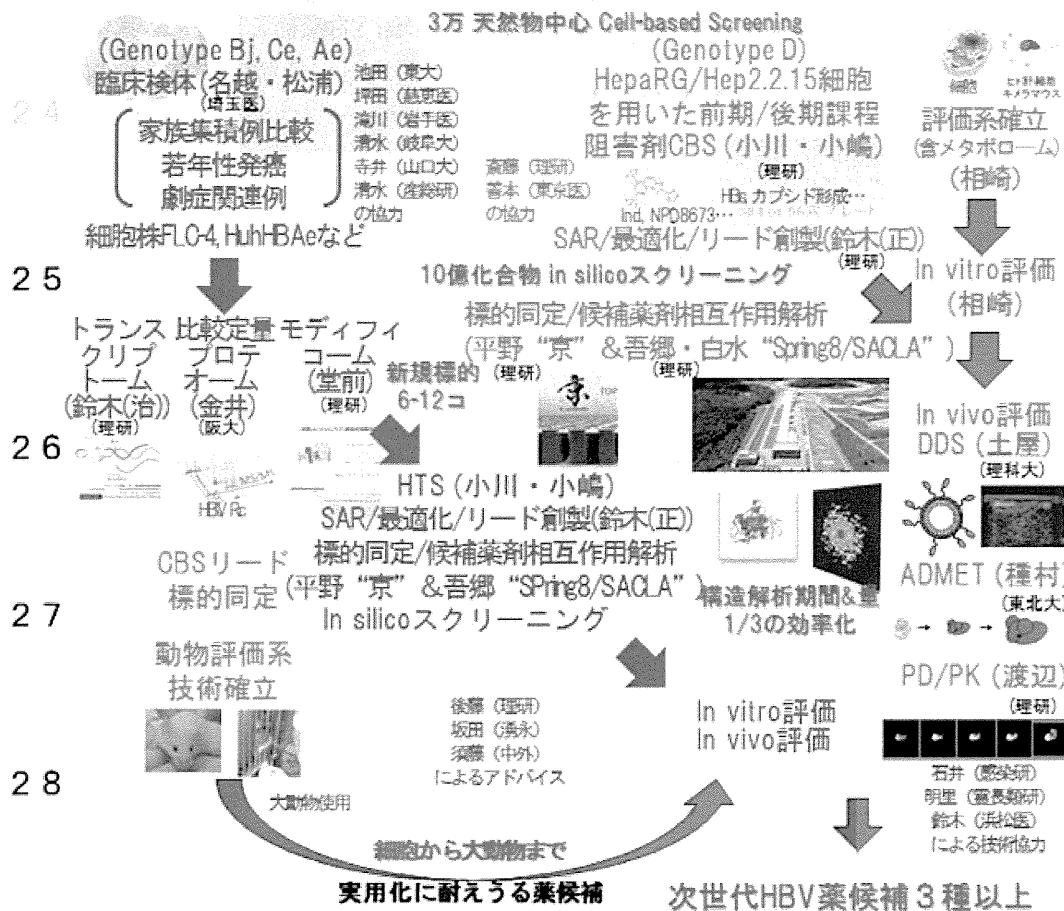 3万 天然物中心 Cell-based Screening
(Genotype Bj, Ce, Ae)
臨床検体(名越・松浦)
(埼玉医)
家族集積例比較
若年性発癌
劇症関連例
細胞株FLC-4, HuhHBAeなど
池田(東大)
坪田(慈恵医)
滝川(岩手医)
清水(岐阜大)
寺井(山口大)
清水(産総研)
の協力
斎藤(理研)
善本(東京医)
の協力
(Genotype D)
HepaRG/Hep2.2.15細胞
を用いた前期/後期課程
阻害剤CBS(小川・小嶋)
(理研)
HBs カプシド形成…
Ind, NPD8673…
SAR/最適化/リード創製(鈴木(正))
(理研)
細胞
ヒト肝細胞
キメラマウス
評価系確立
(含メタボローム)
(相崎)
24
25
10億化合物 in silicoスクリーニング
In vitro評価
(相崎)
標的同定/候補薬剤相互作用解析
(平野“京”&吾郷・白水“Spring8/SACLA”)
(理研)
(理研)
トランス
クリプ
トーム
(鈴木(治))
(理研)
比較定量
プロテ
オーム
(金井)
(阪大)
モディフィ
コーム
(堂前)
(理研)
新規標的
6-12コ
京
In vivo評価
DDS(土屋)
(理科大)
26
HTS(小川・小嶋)
SAR/最適化/リード創製(鈴木(正))
標的同定/候補薬剤相互作用解析
(平野“京”&吾郷“SPring8/SACLA”)
In silicoスクリーニング
CBSリード
標的同定
構造解析期間&量
1/3の効率化
ADMET(種村)
(東北大)
27
動物評価系
技術確立
PD/PK(渡辺)
(理研)
後藤(理研)
坂田(湧永)
須藤(中外)
によるアドバイス
In vitro評価
In vivo評価
石井(感染研)
明里(霊長類研)
鈴木(浜松医)
による技術協力
28
大動物使用
細胞から大動物まで
実用化に耐えうる薬候補
次世代HBV薬候補3種以上